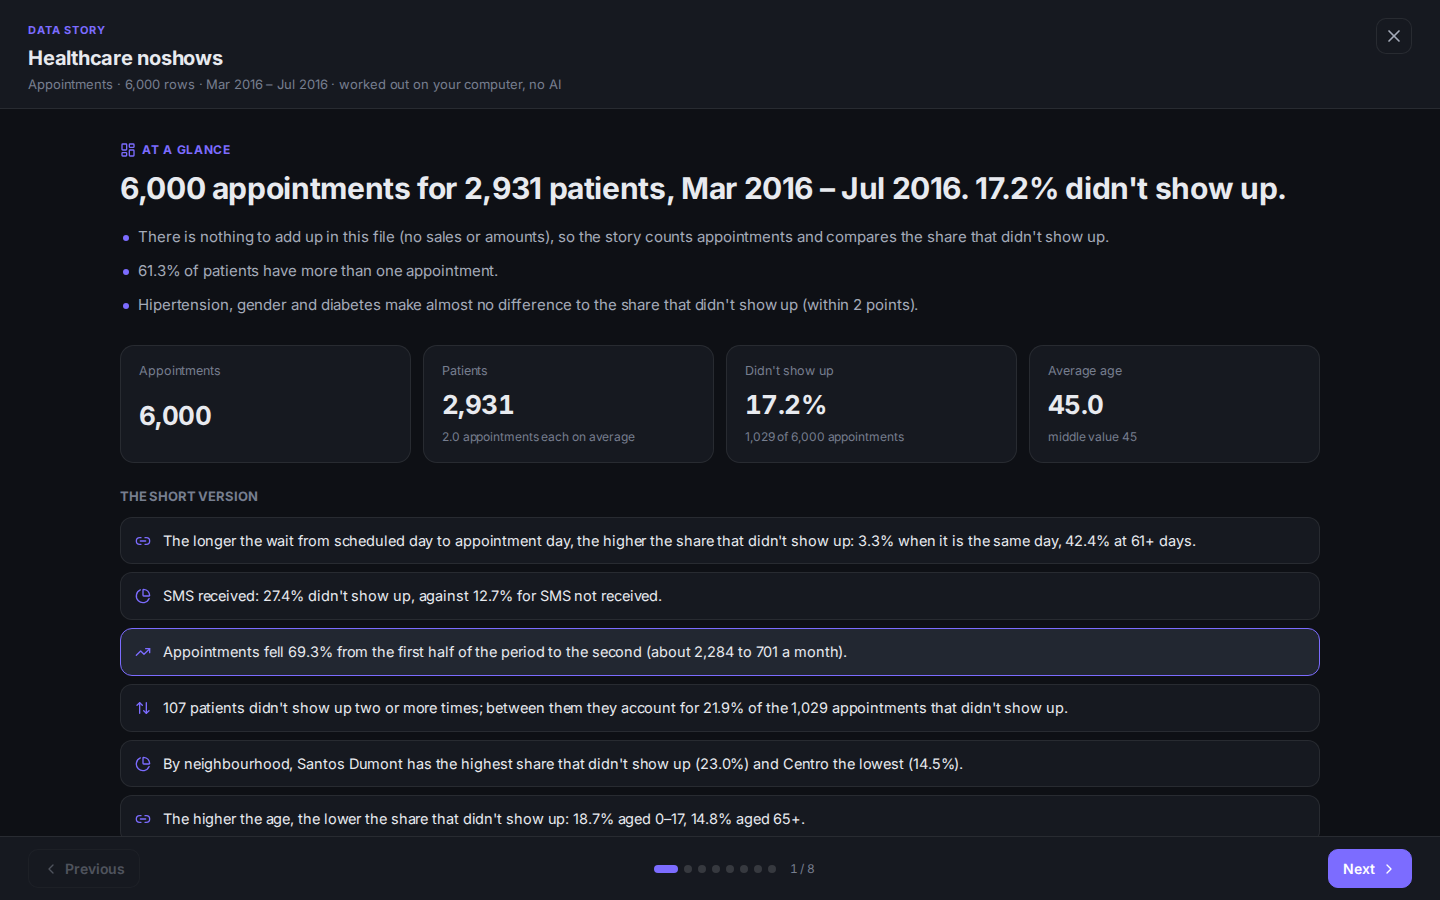 DATA STORY
Healthcare noshows
Appointments · 6,000 rows · Mar 2016 – Jul 2016 · worked out on your computer, no AI
AT A GLANCE
6,000 appointments for 2,931 patients, Mar 2016 – Jul 2016. 17.2% didn't show up.
There is nothing to add up in this file (no sales or amounts), so the story counts appointments and compares the share that didn't show up.
61.3% of patients have more than one appointment.
Hipertension, gender and diabetes make almost no difference to the share that didn't show up (within 2 points).
Appointments
6,000
Patients
2,931
2.0 appointments each on average
Didn't show up
17.2%
1,029 of 6,000 appointments
Average age
45.0
middle value 45
THE SHORT VERSION
The longer the wait from scheduled day to appointment day, the higher the share that didn't show up: 3.3% when it is the same day, 42.4% at 61+ days.
SMS received: 27.4% didn't show up, against 12.7% for SMS not received.
Appointments fell 69.3% from the first half of the period to the second (about 2,284 to 701 a month).
107 patients didn't show up two or more times; between them they account for 21.9% of the 1,029 appointments that didn't show up.
By neighbourhood, Santos Dumont has the highest share that didn't show up (23.0%) and Centro the lowest (14.5%).
The higher the age, the lower the share that didn't show up: 18.7% aged 0–17, 14.8% aged 65+.
Previous
1 / 8
Next